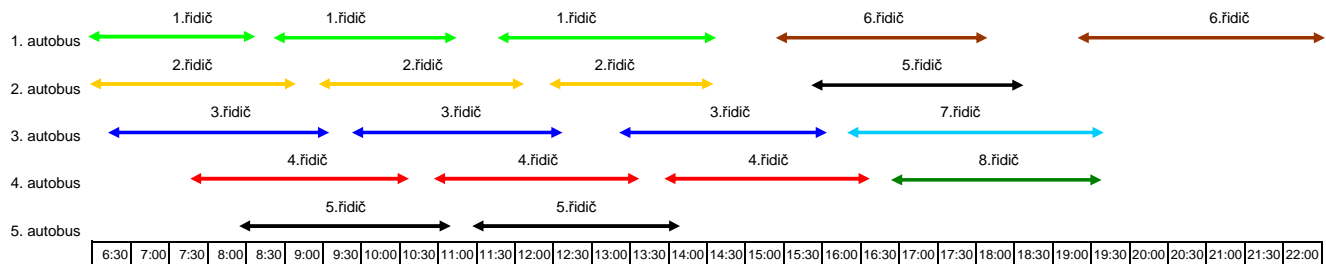 1.řidič 1.řidič 1.řidič 6.řidič 6.řidič
1. autobus
2.řidič 2.řidič 2.řidič 5.řidič
2. autobus
3.řidič 3.řidič 3.řidič 7.řidič
3. autobus
4.řidič 4.řidič 4.řidič 8.řidič
4. autobus
5.řidič 5.řidič
5. autobus
6:30 7:00 7:30 8:00 8:30 9:00 9:30 10:00 10:30 11:00 11:30 12:00 12:30 13:00 13:30 14:00 14:30 15:00 15:30 16:00 16:30 17:00 17:30 18:00 18:30 19:00 19:30 20:00 20:30 21:00 21:30 22:00